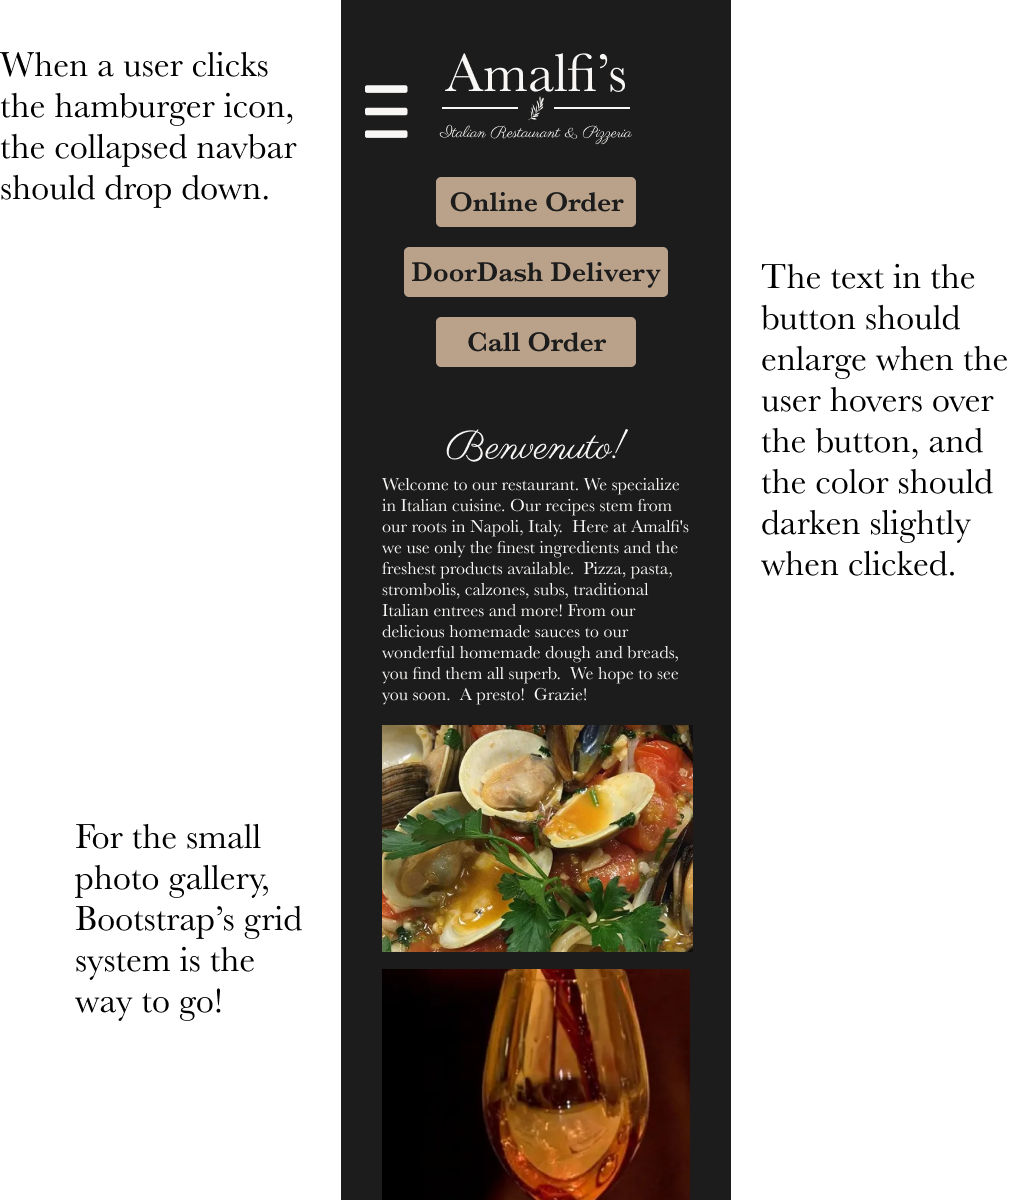 When a user clicks
the hamburger icon,
the collapsed navbar
should drop down.
Amalfi’s
Italian Restaurant & Pizzeria
Online Order
DoorDash Delivery
Call Order
The text in the
button should
enlarge when the
user hovers over
the button, and
the color should
darken slightly
when clicked.
Benvenuto!
Welcome to our restaurant. We specialize
in Italian cuisine. Our recipes stem from
our roots in Napoli, Italy.  Here at Amalfi's
we use only the finest ingredients and the
freshest products available.  Pizza, pasta,
strombolis, calzones, subs, traditional
Italian entrees and more! From our
delicious homemade sauces to our
wonderful homemade dough and breads,
you find them all superb.  We hope to see
you soon.  A presto!  Grazie!
For the small
photo gallery,
Bootstrap’s grid
system is the
way to go!